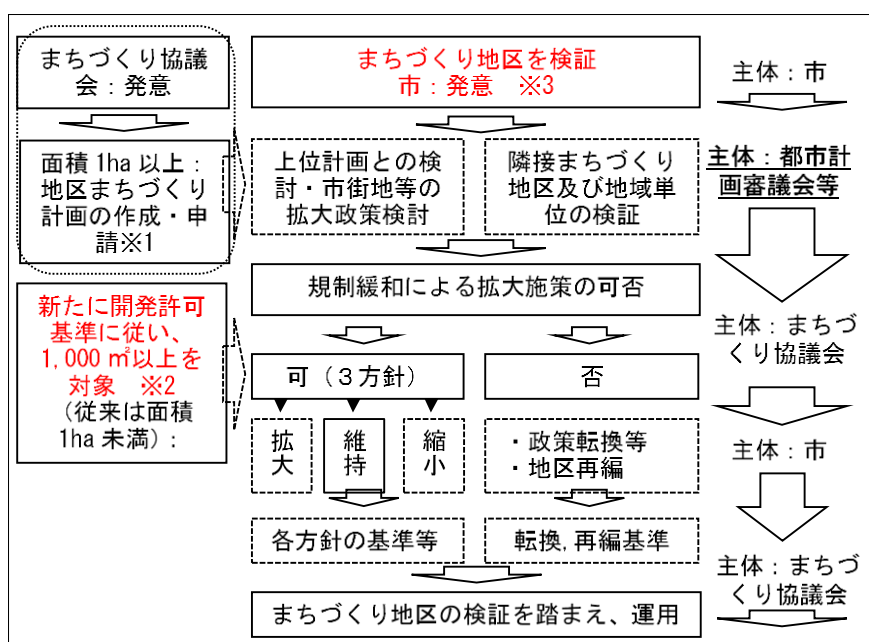 まちづくり協議
会：発意
まちづくり地区を検証
市：発意　※3
主体：市
面積 1ha 以上：
地区まちづくり
計画の作成・申
請※1
上位計画との検
討・市街地等の
拡大政策検討
隣接まちづくり
地区及び地域単
位の検証
主体：都市計
画審議会等
規制緩和による拡大施策の可否
新たに開発許可
基準に従い、
1,000 ㎡以上を
対象　※2
（従来は面積
1ha 未満）：
主体：まちづ
くり協議会
可（３方針）
否
拡
大
維
持
縮
小
・政策転換等
・地区再編
主体：市
各方針の基準等
転換,再編基準
主体：まちづ
くり協議会
まちづくり地区の検証を踏まえ、運用